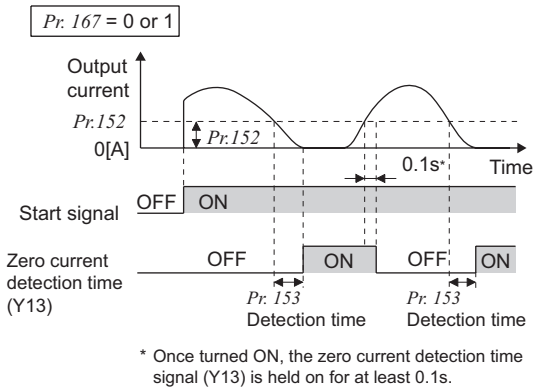 Pr. 167 = 0 or 1
Output
current
Pr.152
Pr.152
0[A]
0.1s*
Time
Start signal
OFF
ON
Zero current
detection time
(Y13)
OFF
ON
OFF
ON
Pr. 153
Detection time
Pr. 153
Detection time
* Once turned ON, the zero current detection time
signal (Y13) is held on for at least 0.1s.